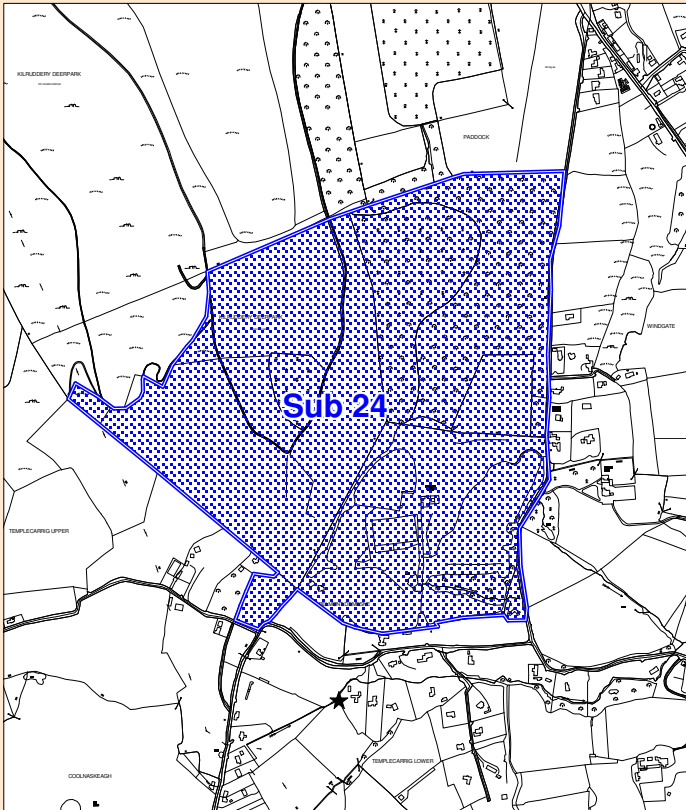 KILRUDDERY DEERPARK
PADDOCK
WINDGATE
Sub 24
TEMPLECARRIG UPPER
TEMPLECARRIG LOWER
COOLNASKEAGH